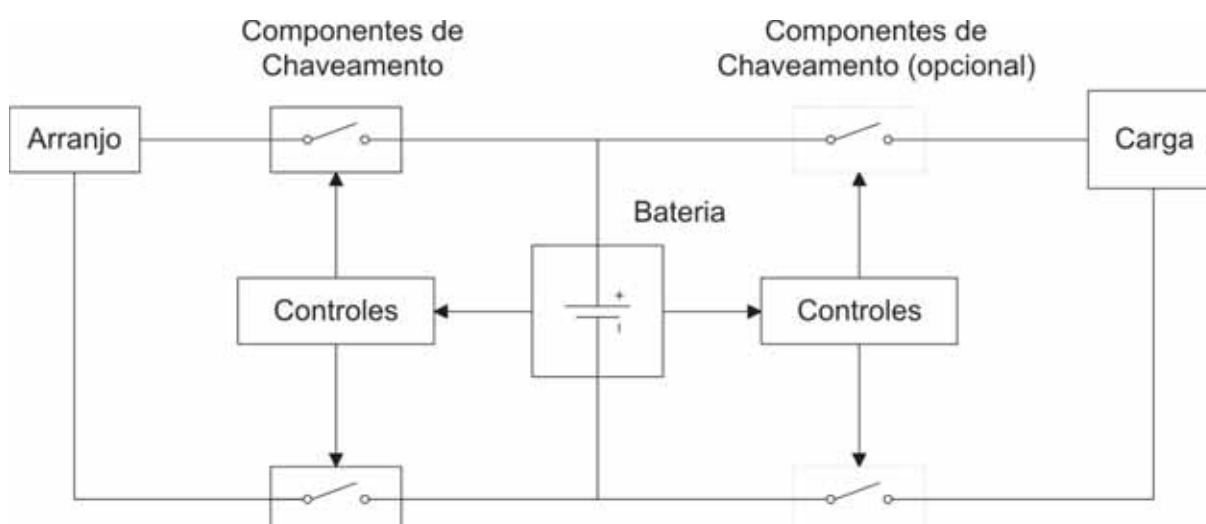 Componentes de
Chaveamento
Componentes de
Chaveamento (opcional)
Arranjo
Carga
Bateria
Controles
+
Controles